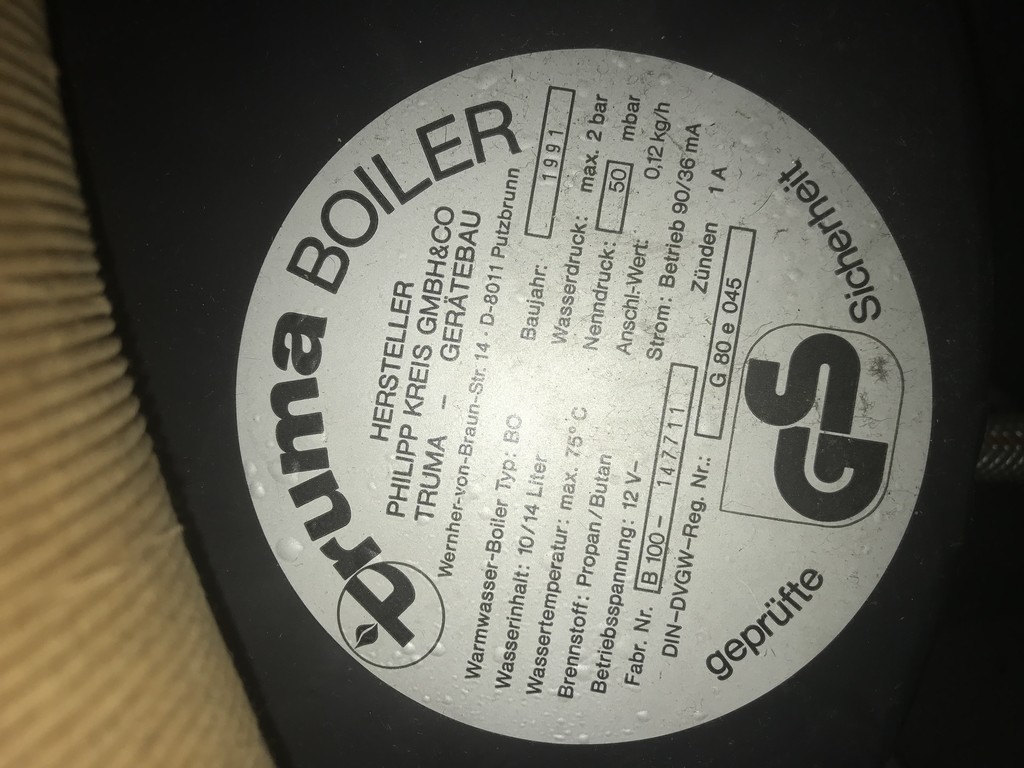 truma BOILER
HERSTELLER
PHILIPP KREIS GMBH&CO
TRUMA – GERÄTEBAU
Wernher-von-Braun-Str. 14 · D-8011 Putzbrunn
Warmwasser-Boiler Typ: BO
Baujahr: 1991
Wasserinhalt: 10/14 Liter
Wasserdruck: max. 2 bar
Wassertemperatur: max. 75° C
Nenndruck: 50 mbar
Brennstoff: Propan/Butan
Anschl.-Wert: 0,12 kg/h
Betriebsspannung: 12 V–
Strom: Betrieb 90/36 mA
Zünden 1 A
Fabr. Nr. B 100 – 147711
DIN–DVGW–Reg. Nr.: G 80 e 045
geprüfte
GS
Sicherheit